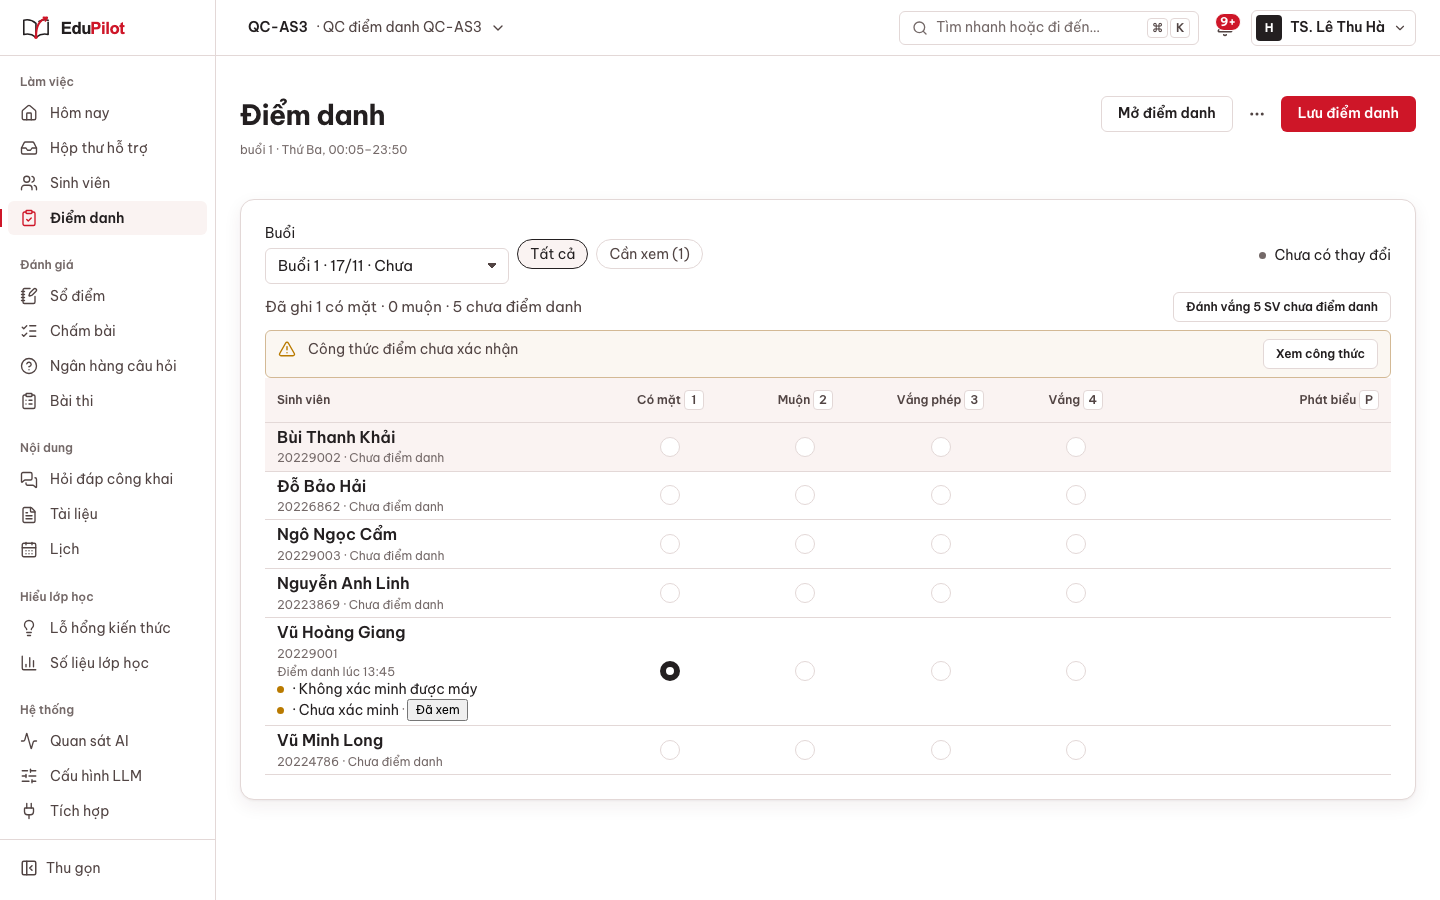 EduPilot
QC-AS3 · QC điểm danh QC-AS3
Tìm nhanh hoặc đi đến... ⌘ K
9+
H TS. Lê Thu Hà
Làm việc
Hôm nay
Hộp thư hỗ trợ
Sinh viên
Điểm danh
Đánh giá
Sổ điểm
Chấm bài
Ngân hàng câu hỏi
Bài thi
Nội dung
Hỏi đáp công khai
Tài liệu
Lịch
Hiểu lớp học
Lỗ hổng kiến thức
Số liệu lớp học
Hệ thống
Quan sát AI
Cấu hình LLM
Tích hợp
Thu gọn
Điểm danh
Mở điểm danh
Lưu điểm danh
buổi 1 · Thứ Ba, 00:05–23:50
Buổi
Buổi 1 · 17/11 · Chưa
Tất cả
Cần xem (1)
Chưa có thay đổi
Đã ghi 1 có mặt · 0 muộn · 5 chưa điểm danh
Đánh vắng 5 SV chưa điểm danh
Công thức điểm chưa xác nhận
Xem công thức
Sinh viên Có mặt 1 Muộn 2 Vắng phép 3 Vắng 4 Phát biểu P
Bùi Thanh Khải
20229002 · Chưa điểm danh
Đỗ Bảo Hải
20226862 · Chưa điểm danh
Ngô Ngọc Cẩm
20229003 · Chưa điểm danh
Nguyễn Anh Linh
20223869 · Chưa điểm danh
Vũ Hoàng Giang
20229001
Điểm danh lúc 13:45
· Không xác minh được máy
· Chưa xác minh · Đã xem
Vũ Minh Long
20224786 · Chưa điểm danh